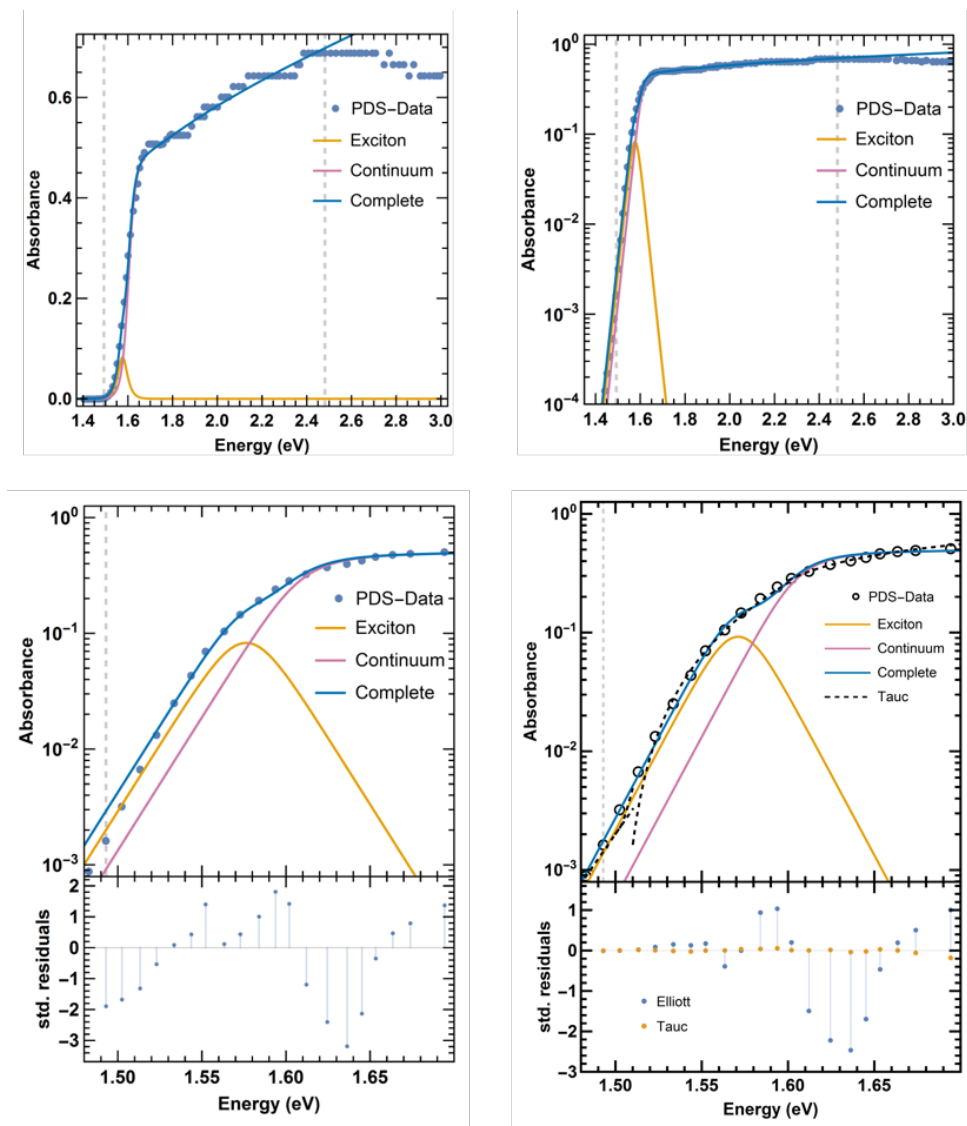 Absorbance
0.6
0.4
0.2
0.0
PDS-Data
Exciton
Continuum
Complete
1.4 1.6 1.8 2.0 2.2 2.4 2.6 2.8 3.0
Energy (eV)
Absorbance
10^0
10^-1
10^-2
10^-3
10^-4
PDS-Data
Exciton
Continuum
Complete
1.4 1.6 1.8 2.0 2.2 2.4 2.6 2.8 3.0
Energy (eV)
Absorbance
10^0
10^-1
10^-2
10^-3
PDS-Data
Exciton
Continuum
Complete
std. residuals
2
1
0
−1
−2
−3
1.50 1.55 1.60 1.65
Energy (eV)
Absorbance
10^0
10^-1
10^-2
10^-3
PDS-Data
Exciton
Continuum
Complete
Tauc
std. residuals
1
0
−1
−2
−3
Elliott
Tauc
1.50 1.55 1.60 1.65
Energy (eV)